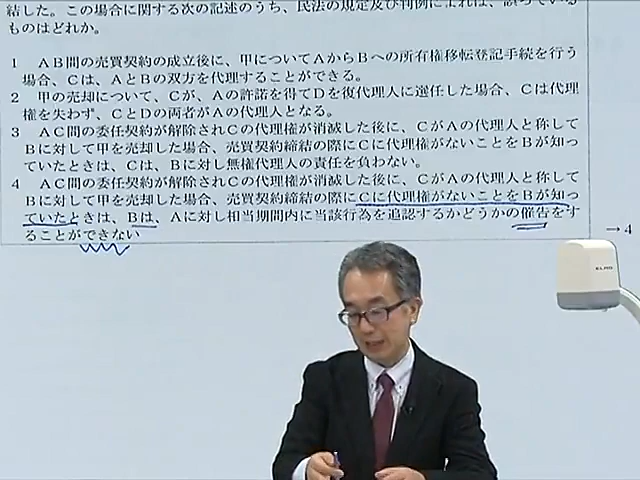 結した。この場合に関する次の記述のうち、民法の規定及び判例によれば、誤っている
ものはどれか。
1 AB間の売買契約の成立後に、甲についてAからBへの所有権移転登記手続を行う
場合、Cは、AとBの双方を代理することができる。
2 甲の売却について、Cが、Aの許諾を得てDを復代理人に選任した場合、Cは代理
権を失わず、CとDの両者がAの代理人となる。
3 AC間の委任契約が解除されCの代理権が消滅した後に、CがAの代理人と称して
Bに対して甲を売却した場合、売買契約締結の際にCに代理権がないことをBが知っ
ていたときは、Cは、Bに対し無権代理人の責任を負わない。
4 AC間の委任契約が解除されCの代理権が消滅した後に、CがAの代理人と称して
Bに対して甲を売却した場合、売買契約締結の際にCに代理権がないことをBが知っ
ていたときは、Bは、Aに対し相当期間内に当該行為を追認するかどうかの催告をす
ることができない
→4
ELMO